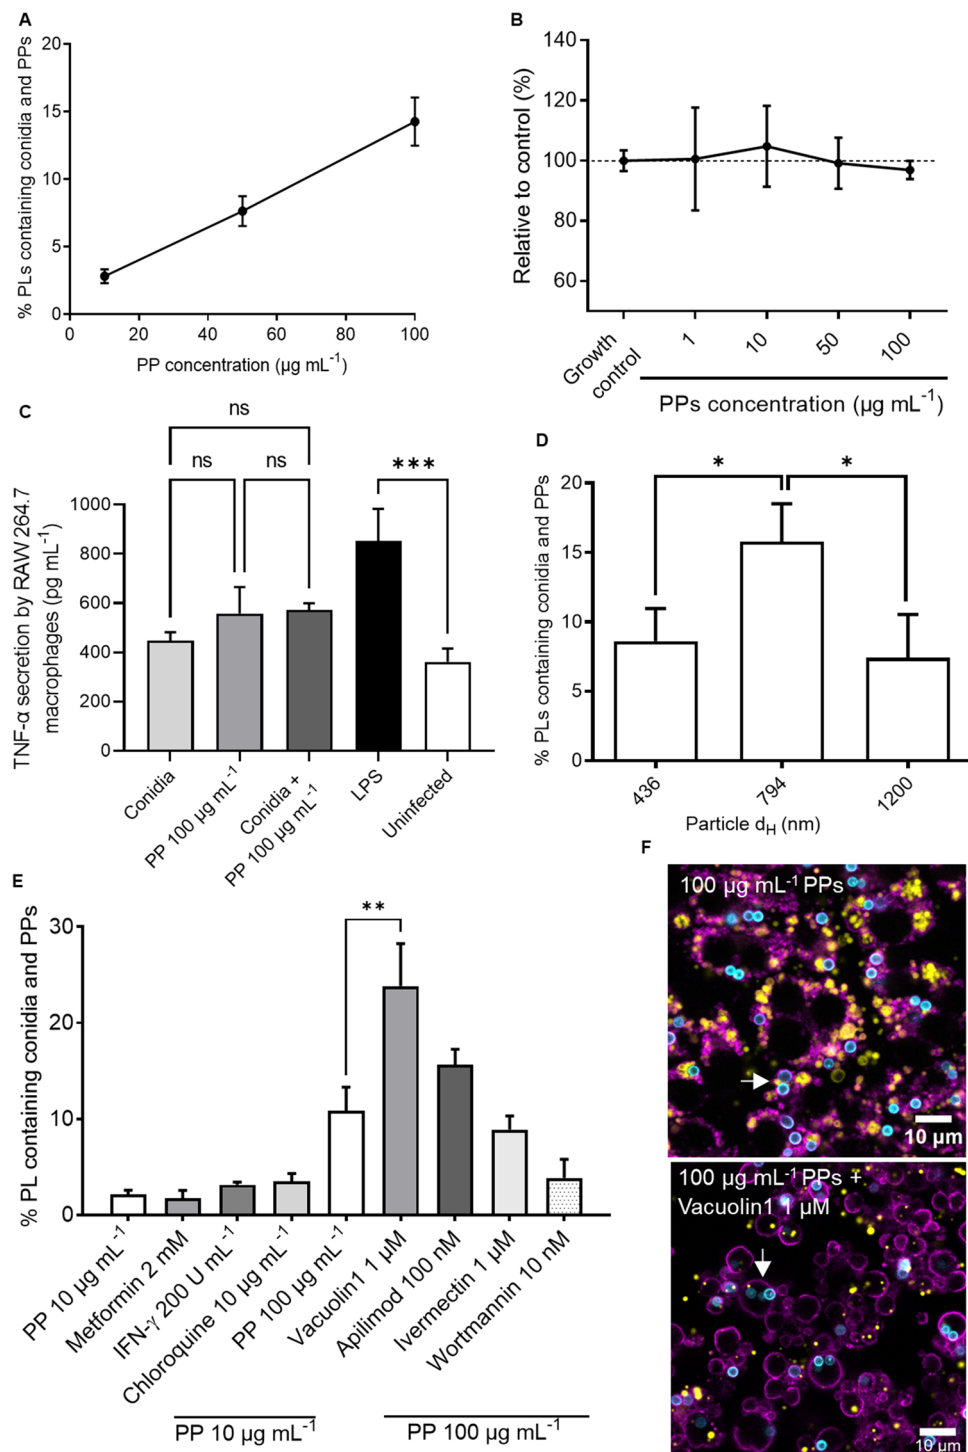 A
% PLs containing conidia and PPs
20
15
10
5
0
0 20 40 60 80 100
PP concentration (µg mL⁻¹)
B
Relative to control (%)
140
120
100
80
60
Growth control 1 10 50 100
PPs concentration (µg mL⁻¹)
C
TNF-α secretion by RAW 264.7
macrophages (pg mL⁻¹)
ns
ns ns ***
1000
800
600
400
200
0
Conidia
PP 100 µg mL⁻¹
Conidia +
PP 100 µg mL⁻¹
LPS
Uninfected
D
% PLs containing conidia and PPs
* *
20
15
10
5
0
436 794 1200
Particle d_H (nm)
E
% PL containing conidia and PPs
**
30
20
10
0
PP 10 µg mL⁻¹
Metformin 2 mM
IFN-γ 200 U mL⁻¹
Chloroquine 10 µg mL⁻¹
PP 100 µg mL⁻¹
Vacuolin1 1 µM
Apilimod 100 nM
Ivermectin 1 µM
Wortmannin 10 nM
PP 10 µg mL⁻¹
PP 100 µg mL⁻¹
F
100 µg mL⁻¹ PPs
10 µm
100 µg mL⁻¹ PPs +
Vacuolin1 1 µM
10 µm